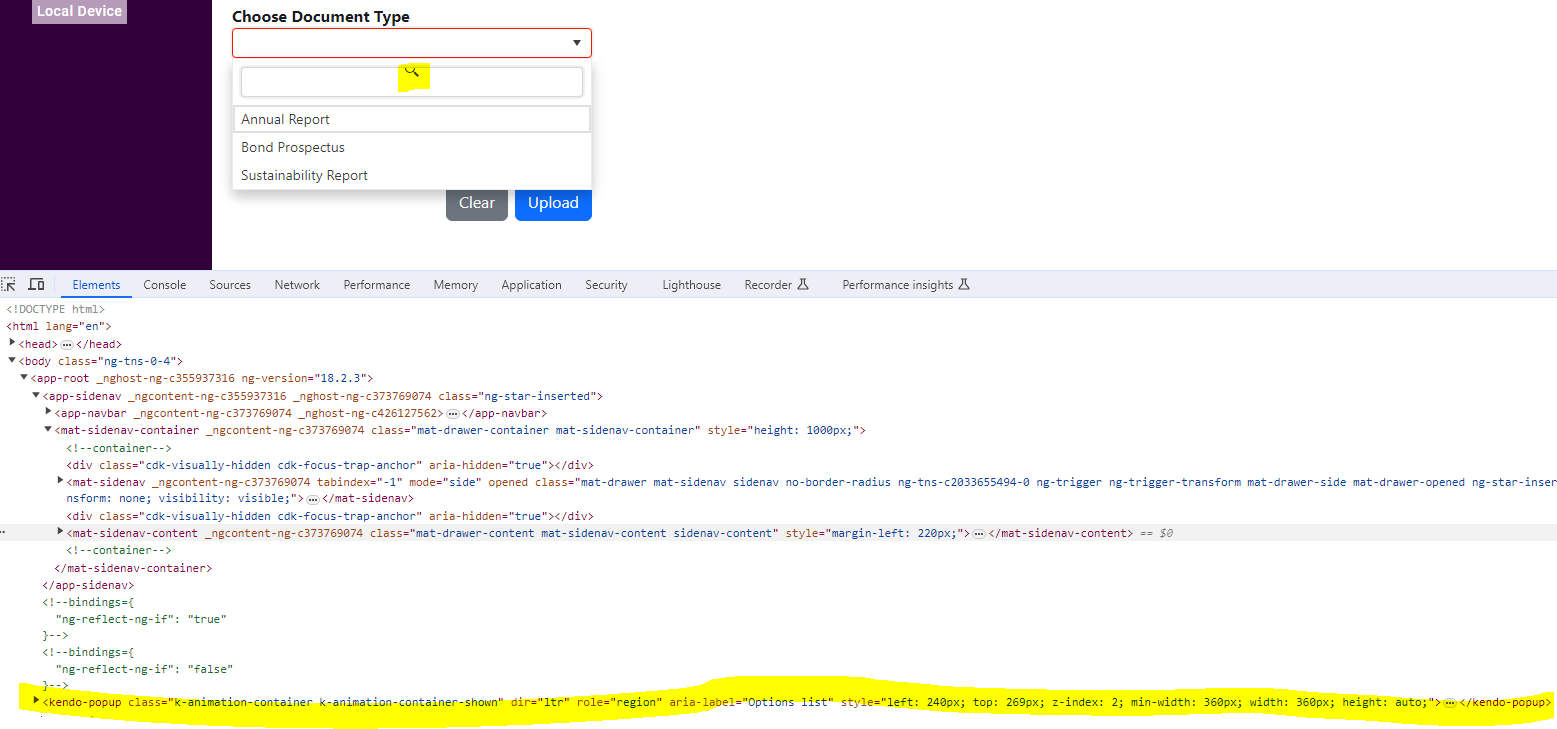 Local Device
Choose Document Type
Annual Report
Bond Prospectus
Sustainability Report
Clear Upload
Elements Console Sources Network Performance Memory Application Security Lighthouse Recorder Performance insights
<!DOCTYPE html>
<html lang="en">
<head> … </head>
<body class="ng-tns-0-4">
<app-root _nghost-ng-c355937316 ng-version="18.2.3">
<app-sidenav _ngcontent-ng-c355937316 _nghost-ng-c373769074 class="ng-star-inserted">
<app-navbar _ngcontent-ng-c373769074 _nghost-ng-c426127562> … </app-navbar>
<mat-sidenav-container _ngcontent-ng-c373769074 class="mat-drawer-container mat-sidenav-container" style="height: 1000px;">
<!--container-->
<div class="cdk-visually-hidden cdk-focus-trap-anchor" aria-hidden="true"></div>
<mat-sidenav _ngcontent-ng-c373769074 tabindex="-1" mode="side" opened class="mat-drawer mat-sidenav sidenav no-border-radius ng-tns-c2033655494-0 ng-trigger ng-trigger-transform mat-drawer-side mat-drawer-opened ng-star-inser
nsform: none; visibility: visible;"> … </mat-sidenav>
<div class="cdk-visually-hidden cdk-focus-trap-anchor" aria-hidden="true"></div>
<mat-sidenav-content _ngcontent-ng-c373769074 class="mat-drawer-content mat-sidenav-content sidenav-content" style="margin-left: 220px;"> … </mat-sidenav-content> == $0
<!--container-->
</mat-sidenav-container>
</app-sidenav>
<!--bindings={
"ng-reflect-ng-if": "true"
}-->
<!--bindings={
"ng-reflect-ng-if": "false"
}-->
<kendo-popup class="k-animation-container k-animation-container-shown" dir="ltr" role="region" aria-label="Options list" style="left: 240px; top: 269px; z-index: 2; min-width: 360px; width: 360px; height: auto;"> … </kendo-popup>